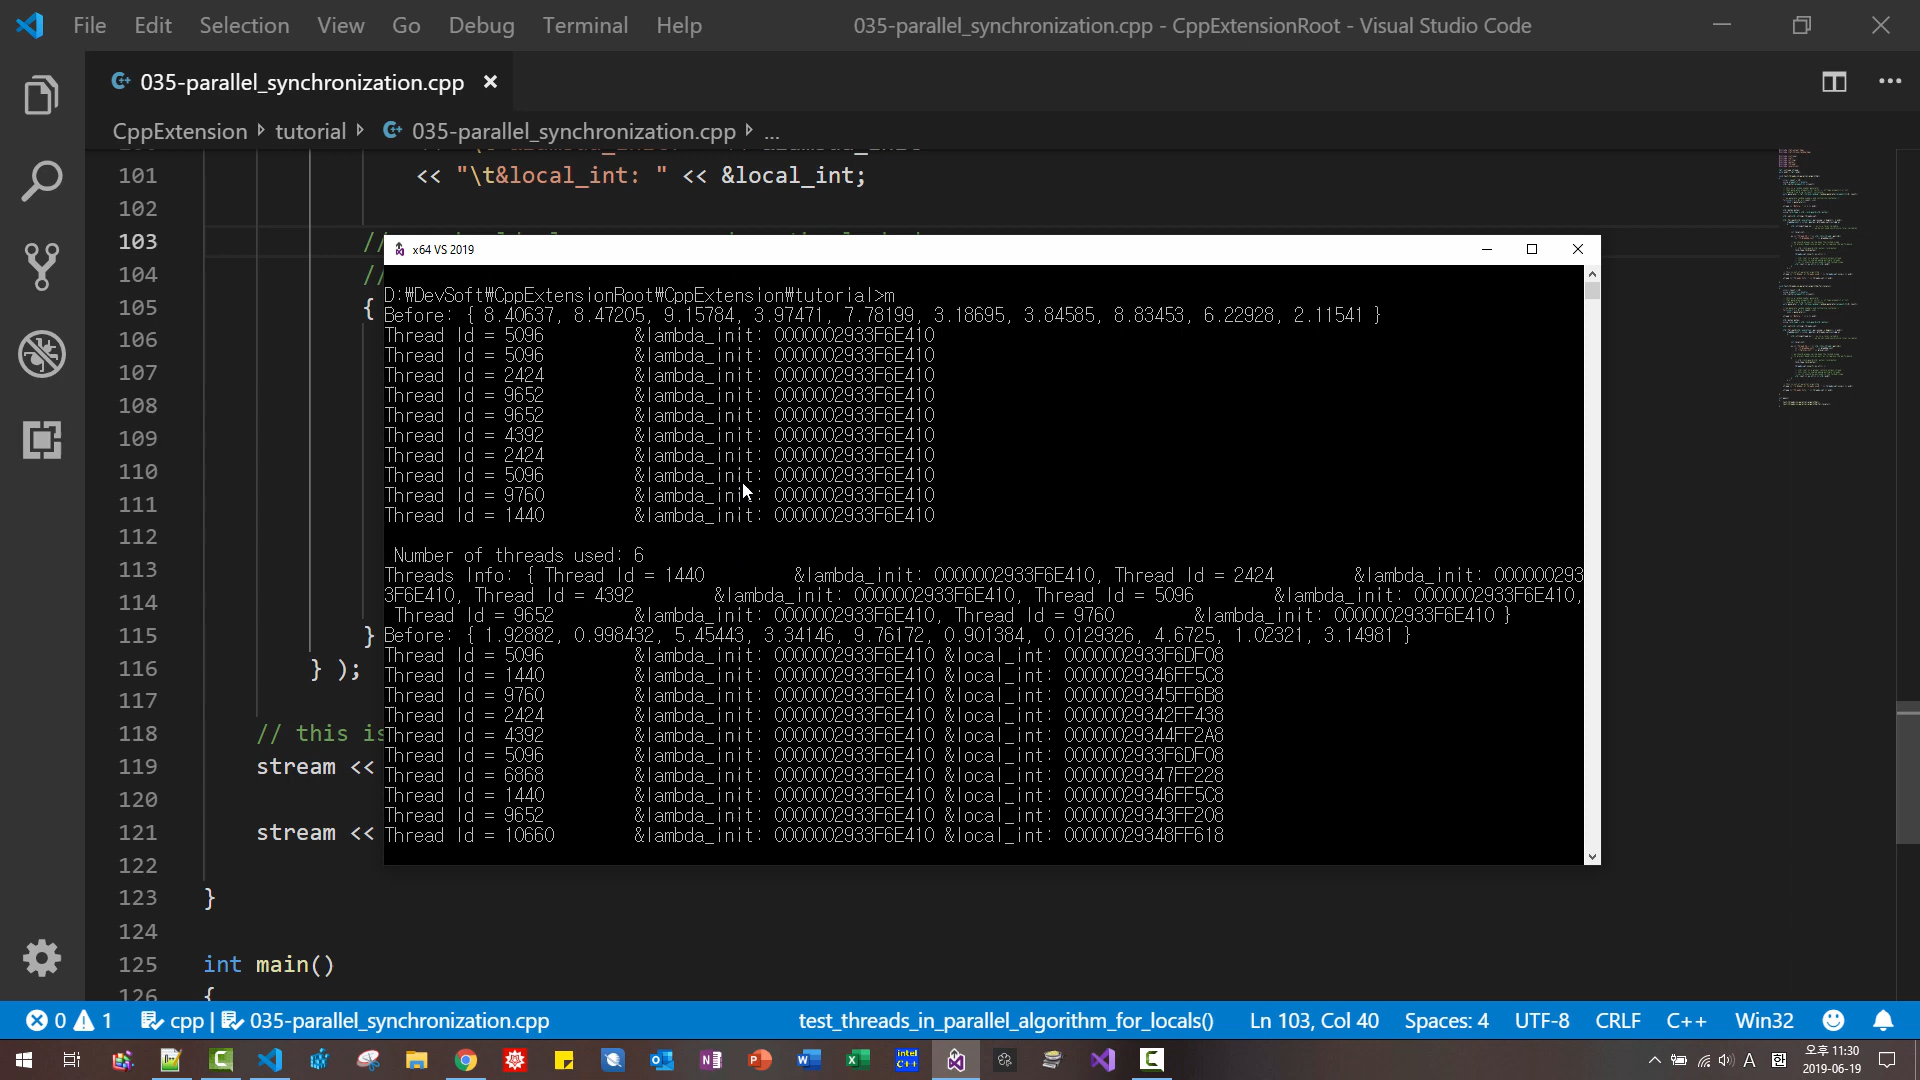 File Edit Selection View Go Debug Terminal Help 035-parallel_synchronization.cpp - CppExtensionRoot - Visual Studio Code
035-parallel_synchronization.cpp
CppExtension tutorial 035-parallel_synchronization.cpp ...
101 << "\t&local_int: " << &local_int;
102
103 //
104 //
105 {
106
107
108
109
110
111
112
113
114
115 }
116 } );
117
118 // this is
119 stream <<
120
121 stream <<
122
123 }
124
125 int main()
126 {
x64 VS 2019
D:₩DevSoft₩CppExtensionRoot₩CppExtension₩tutorial>m
Before: { 8.40637, 8.47205, 9.15784, 3.97471, 7.78199, 3.18695, 3.84585, 8.83453, 6.22928, 2.11541 }
Thread Id = 5096 &lambda_init: 0000002933F6E410
Thread Id = 5096 &lambda_init: 0000002933F6E410
Thread Id = 2424 &lambda_init: 0000002933F6E410
Thread Id = 9652 &lambda_init: 0000002933F6E410
Thread Id = 9652 &lambda_init: 0000002933F6E410
Thread Id = 4392 &lambda_init: 0000002933F6E410
Thread Id = 2424 &lambda_init: 0000002933F6E410
Thread Id = 5096 &lambda_init: 0000002933F6E410
Thread Id = 9760 &lambda_init: 0000002933F6E410
Thread Id = 1440 &lambda_init: 0000002933F6E410
Number of threads used: 6
Threads Info: { Thread Id = 1440 &lambda_init: 0000002933F6E410, Thread Id = 2424 &lambda_init: 000000293
3F6E410, Thread Id = 4392 &lambda_init: 0000002933F6E410, Thread Id = 5096 &lambda_init: 0000002933F6E410,
Thread Id = 9652 &lambda_init: 0000002933F6E410, Thread Id = 9760 &lambda_init: 0000002933F6E410 }
Before: { 1.92882, 0.998432, 5.45443, 3.34146, 9.76172, 0.901384, 0.0129326, 4.6725, 1.02321, 3.14981 }
Thread Id = 5096 &lambda_init: 0000002933F6E410 &local_int: 0000002933F6DF08
Thread Id = 1440 &lambda_init: 0000002933F6E410 &local_int: 00000029346FF5C8
Thread Id = 9760 &lambda_init: 0000002933F6E410 &local_int: 00000029345FF6B8
Thread Id = 2424 &lambda_init: 0000002933F6E410 &local_int: 00000029342FF438
Thread Id = 4392 &lambda_init: 0000002933F6E410 &local_int: 00000029344FF2A8
Thread Id = 5096 &lambda_init: 0000002933F6E410 &local_int: 0000002933F6DF08
Thread Id = 6868 &lambda_init: 0000002933F6E410 &local_int: 00000029347FF228
Thread Id = 1440 &lambda_init: 0000002933F6E410 &local_int: 00000029346FF5C8
Thread Id = 9652 &lambda_init: 0000002933F6E410 &local_int: 00000029343FF208
Thread Id = 10660 &lambda_init: 0000002933F6E410 &local_int: 00000029348FF618
0 1 cpp | 035-parallel_synchronization.cpp test_threads_in_parallel_algorithm_for_locals() Ln 103, Col 40 Spaces: 4 UTF-8 CRLF C++ Win32
intel C++ A 오후 11:30
2019-06-19